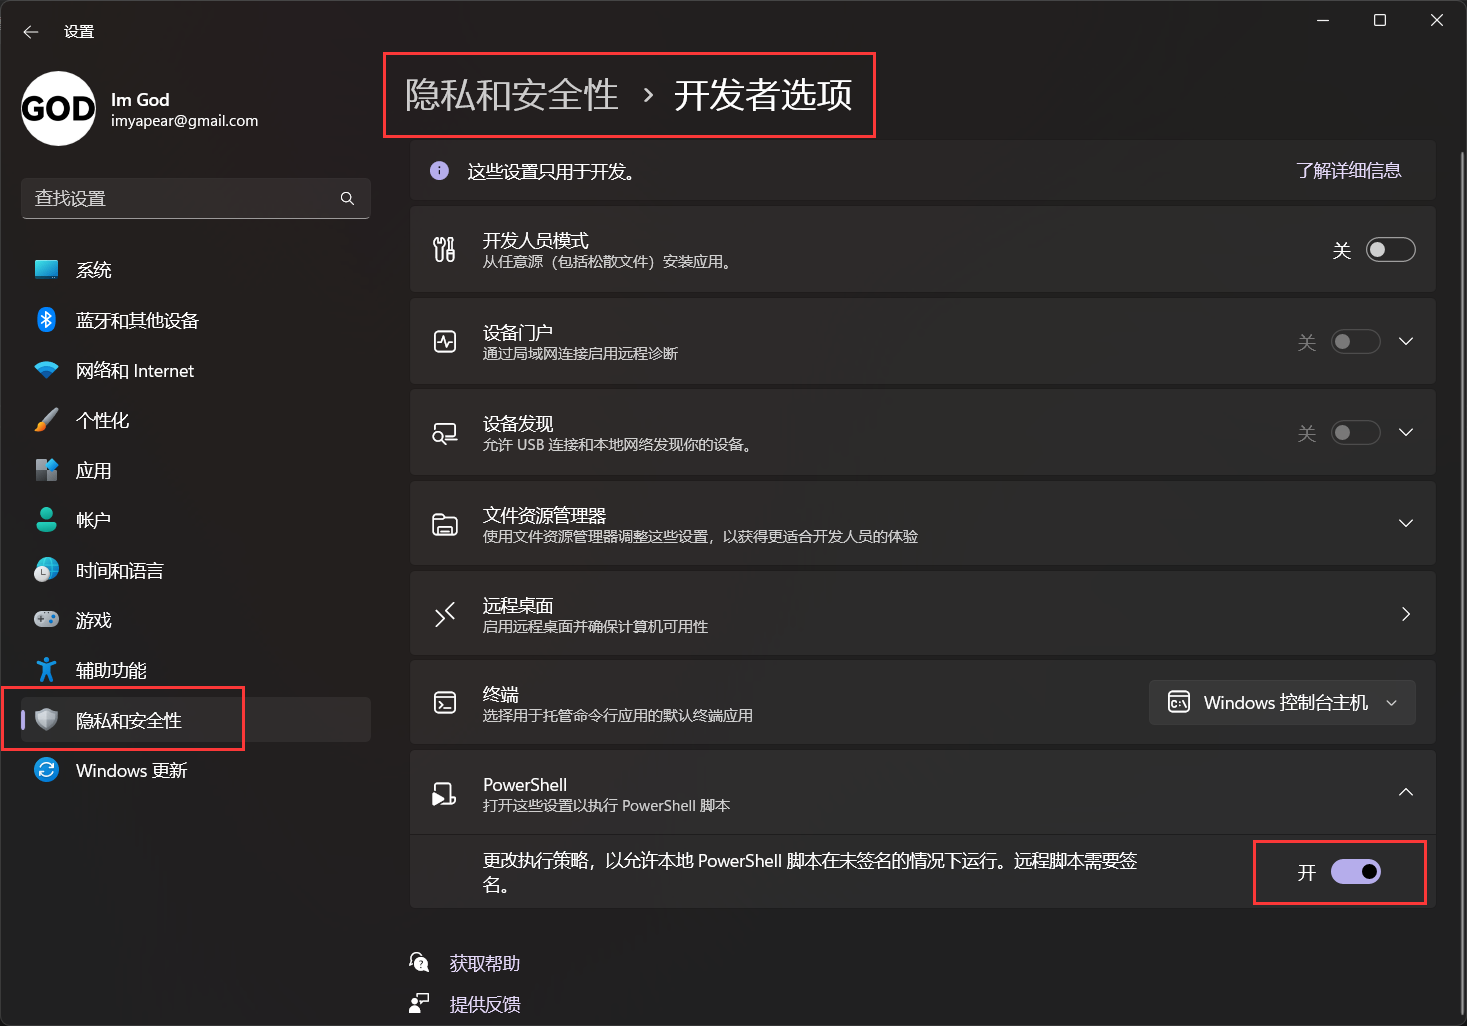 设置
GOD
Im God
imyapear@gmail.com
查找设置
系统
蓝牙和其他设备
网络和 Internet
个性化
应用
帐户
时间和语言
游戏
辅助功能
隐私和安全性
Windows 更新
隐私和安全性 › 开发者选项
这些设置只用于开发。
了解详细信息
开发人员模式
从任意源（包括松散文件）安装应用。
关
设备门户
通过局域网连接启用远程诊断
关
设备发现
允许 USB 连接和本地网络发现你的设备。
关
文件资源管理器
使用文件资源管理器调整这些设置，以获得更适合开发人员的体验
远程桌面
启用远程桌面并确保计算机可用性
终端
选择用于托管命令行应用的默认终端应用
Windows 控制台主机
PowerShell
打开这些设置以执行 PowerShell 脚本
更改执行策略，以允许本地 PowerShell 脚本在未签名的情况下运行。远程脚本需要签
名。
开
获取帮助
提供反馈